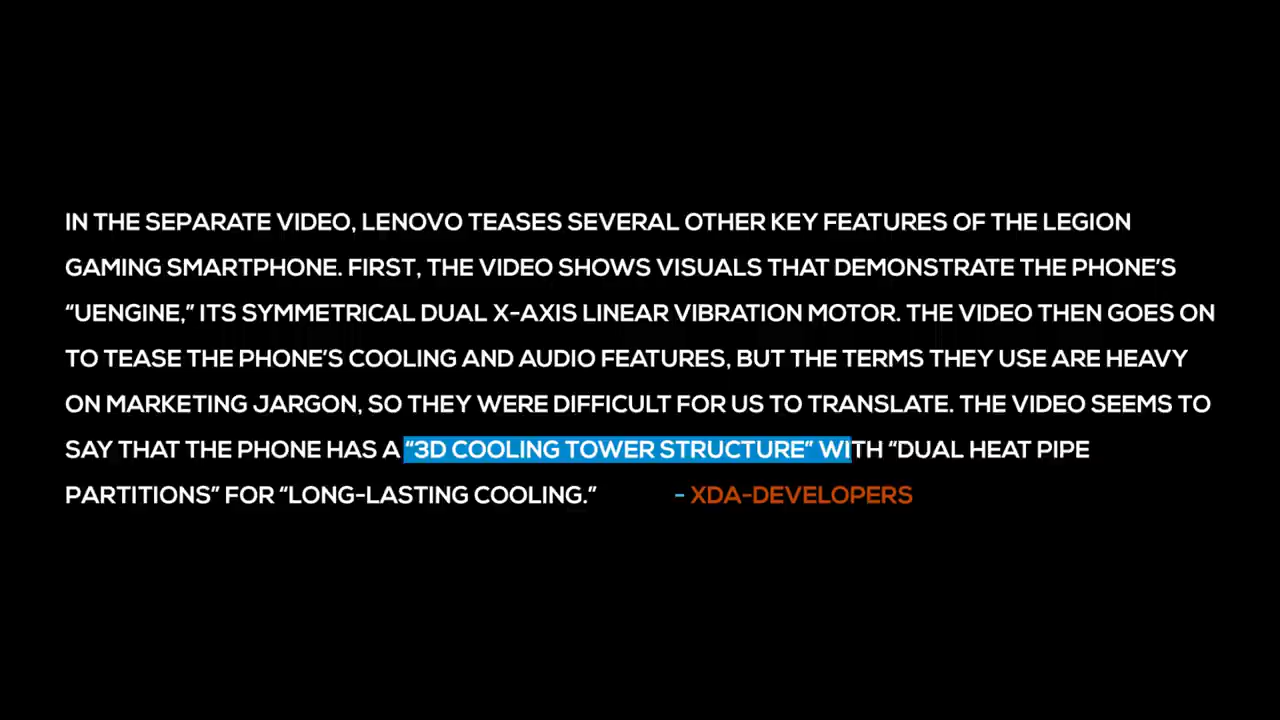 IN THE SEPARATE VIDEO, LENOVO TEASES SEVERAL OTHER KEY FEATURES OF THE LEGION
GAMING SMARTPHONE. FIRST, THE VIDEO SHOWS VISUALS THAT DEMONSTRATE THE PHONE’S
“UENGINE,” ITS SYMMETRICAL DUAL X-AXIS LINEAR VIBRATION MOTOR. THE VIDEO THEN GOES ON
TO TEASE THE PHONE’S COOLING AND AUDIO FEATURES, BUT THE TERMS THEY USE ARE HEAVY
ON MARKETING JARGON, SO THEY WERE DIFFICULT FOR US TO TRANSLATE. THE VIDEO SEEMS TO
SAY THAT THE PHONE HAS A “3D COOLING TOWER STRUCTURE” WITH “DUAL HEAT PIPE
PARTITIONS” FOR “LONG-LASTING COOLING.” - XDA-DEVELOPERS